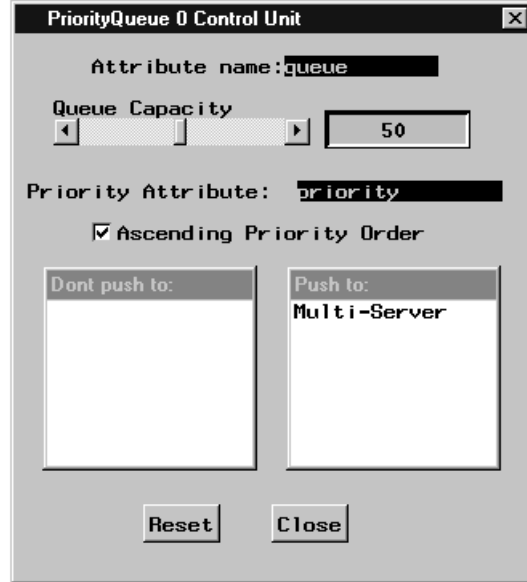 PriorityQueue 0 Control Unit
Attribute name:queue
Queue Capacity
50
Priority Attribute: priority
Ascending Priority Order
Dont push to:
Push to:
Multi-Server
Reset
Close